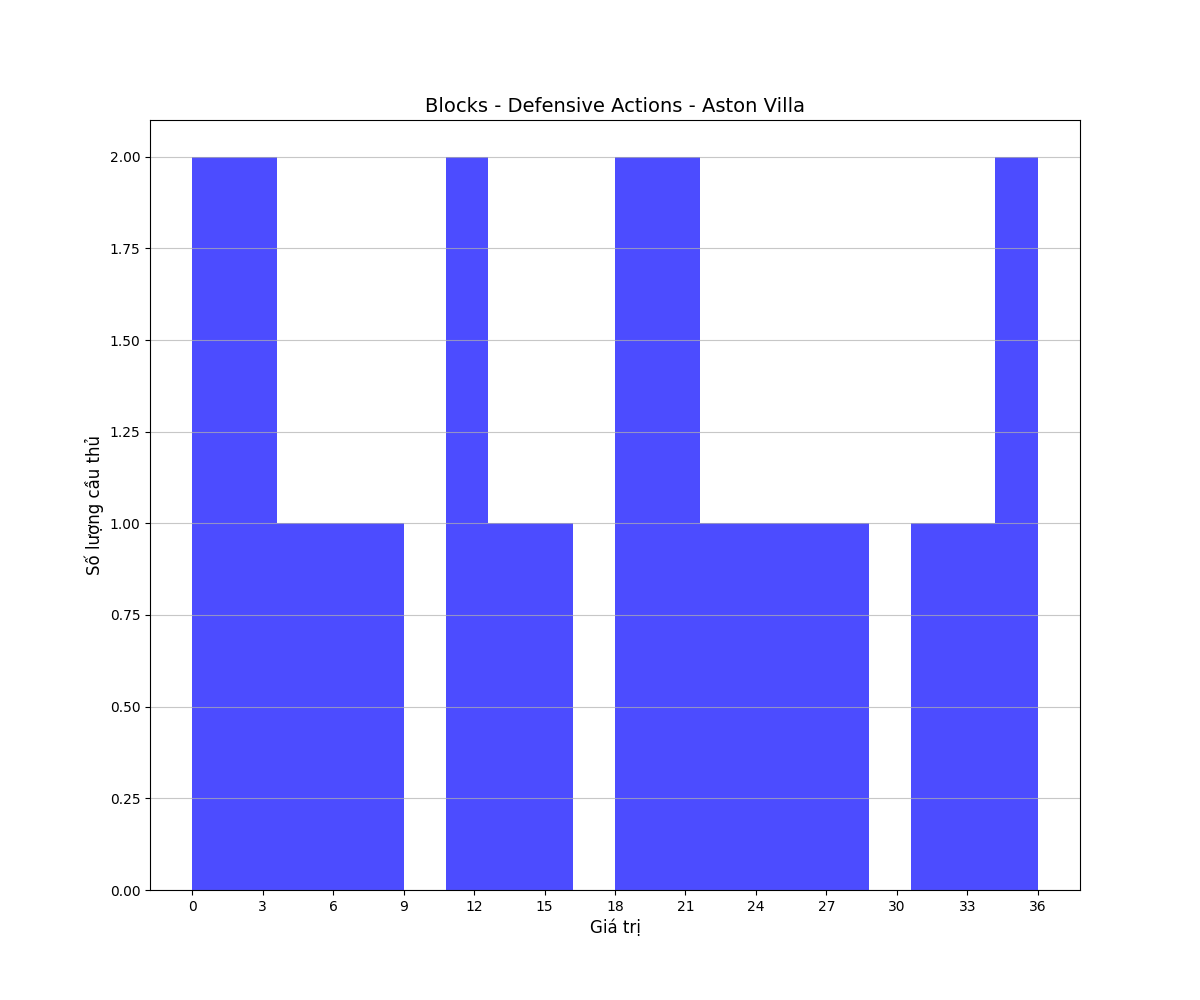 Blocks - Defensive Actions - Aston Villa
2.00
1.75
1.50
1.25
1.00
0.75
0.50
0.25
0.00
Số lượng cầu thủ
0 3 6 9 12 15 18 21 24 27 30 33 36
Giá trị